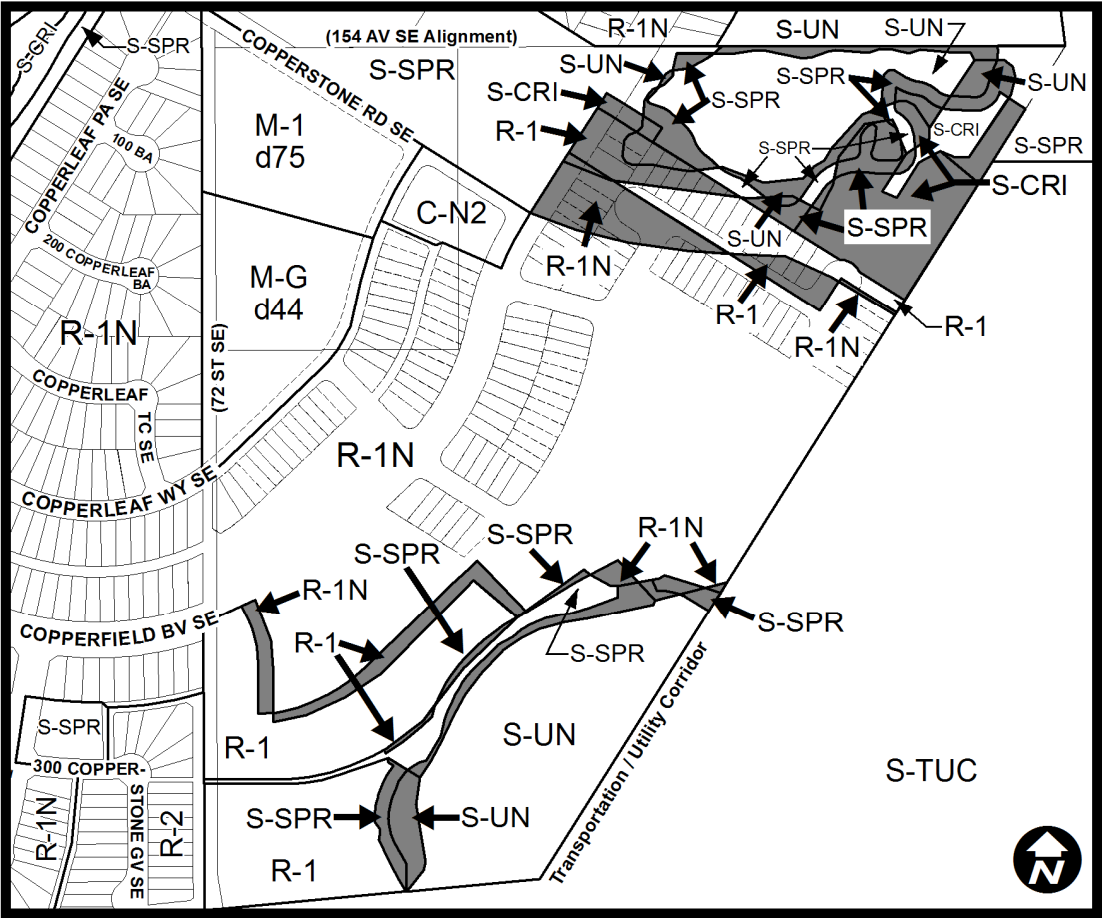 R-1N
S-UN
S-UN
(154 AV SE Alignment)
S-CRI
S-SPR
COPPERSTONE RD SE
S-SPR
S-UN
S-SPR
S-UN
S-CRI
S-SPR
M-1
d75
R-1
S-CRI
S-SPR
S-SPR
S-CRI
COPPERLEAF PA SE
100 BA
C-N2
S-SPR
S-UN
200 COPPERLEAF
BA
R-1N
M-G
d44
R-1
R-1N
R-1
R-1N
(72 ST SE)
COPPERLEAF
TC SE
R-1N
COPPERLEAF WY SE
R-1N
S-SPR
S-SPR
R-1N
COPPERFIELD BV SE
S-SPR
R-1
S-SPR
S-SPR
R-1
S-UN
Transportation / Utility Corridor
S-TUC
300 COPPER-
STONE GV SE
R-1N
R-2
S-SPR
S-UN
R-1
N